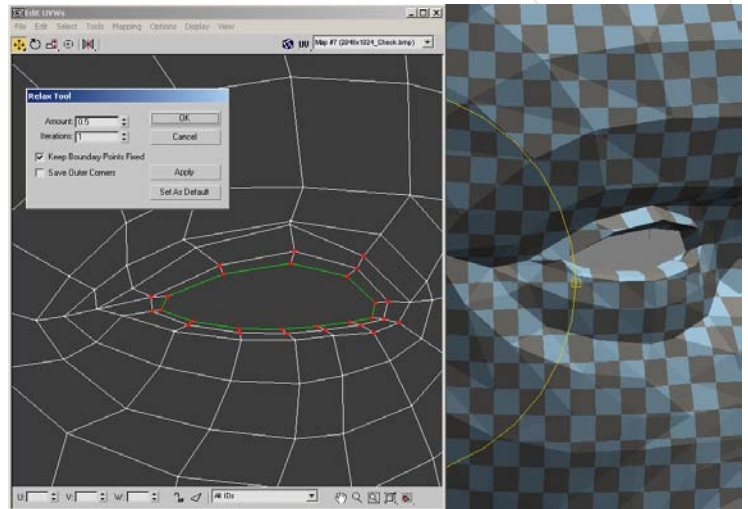 Edit UVWs
File Edit Select Tools Mapping Options Display View
UV Map #7 (2048x1024_Check.bmp)
Relax Tool
Amount: 0.5 OK
Iterations: 1 Cancel
Keep Boundary Points Fixed
Save Outer Corners Apply
Set As Default
U: V: W: All IDs